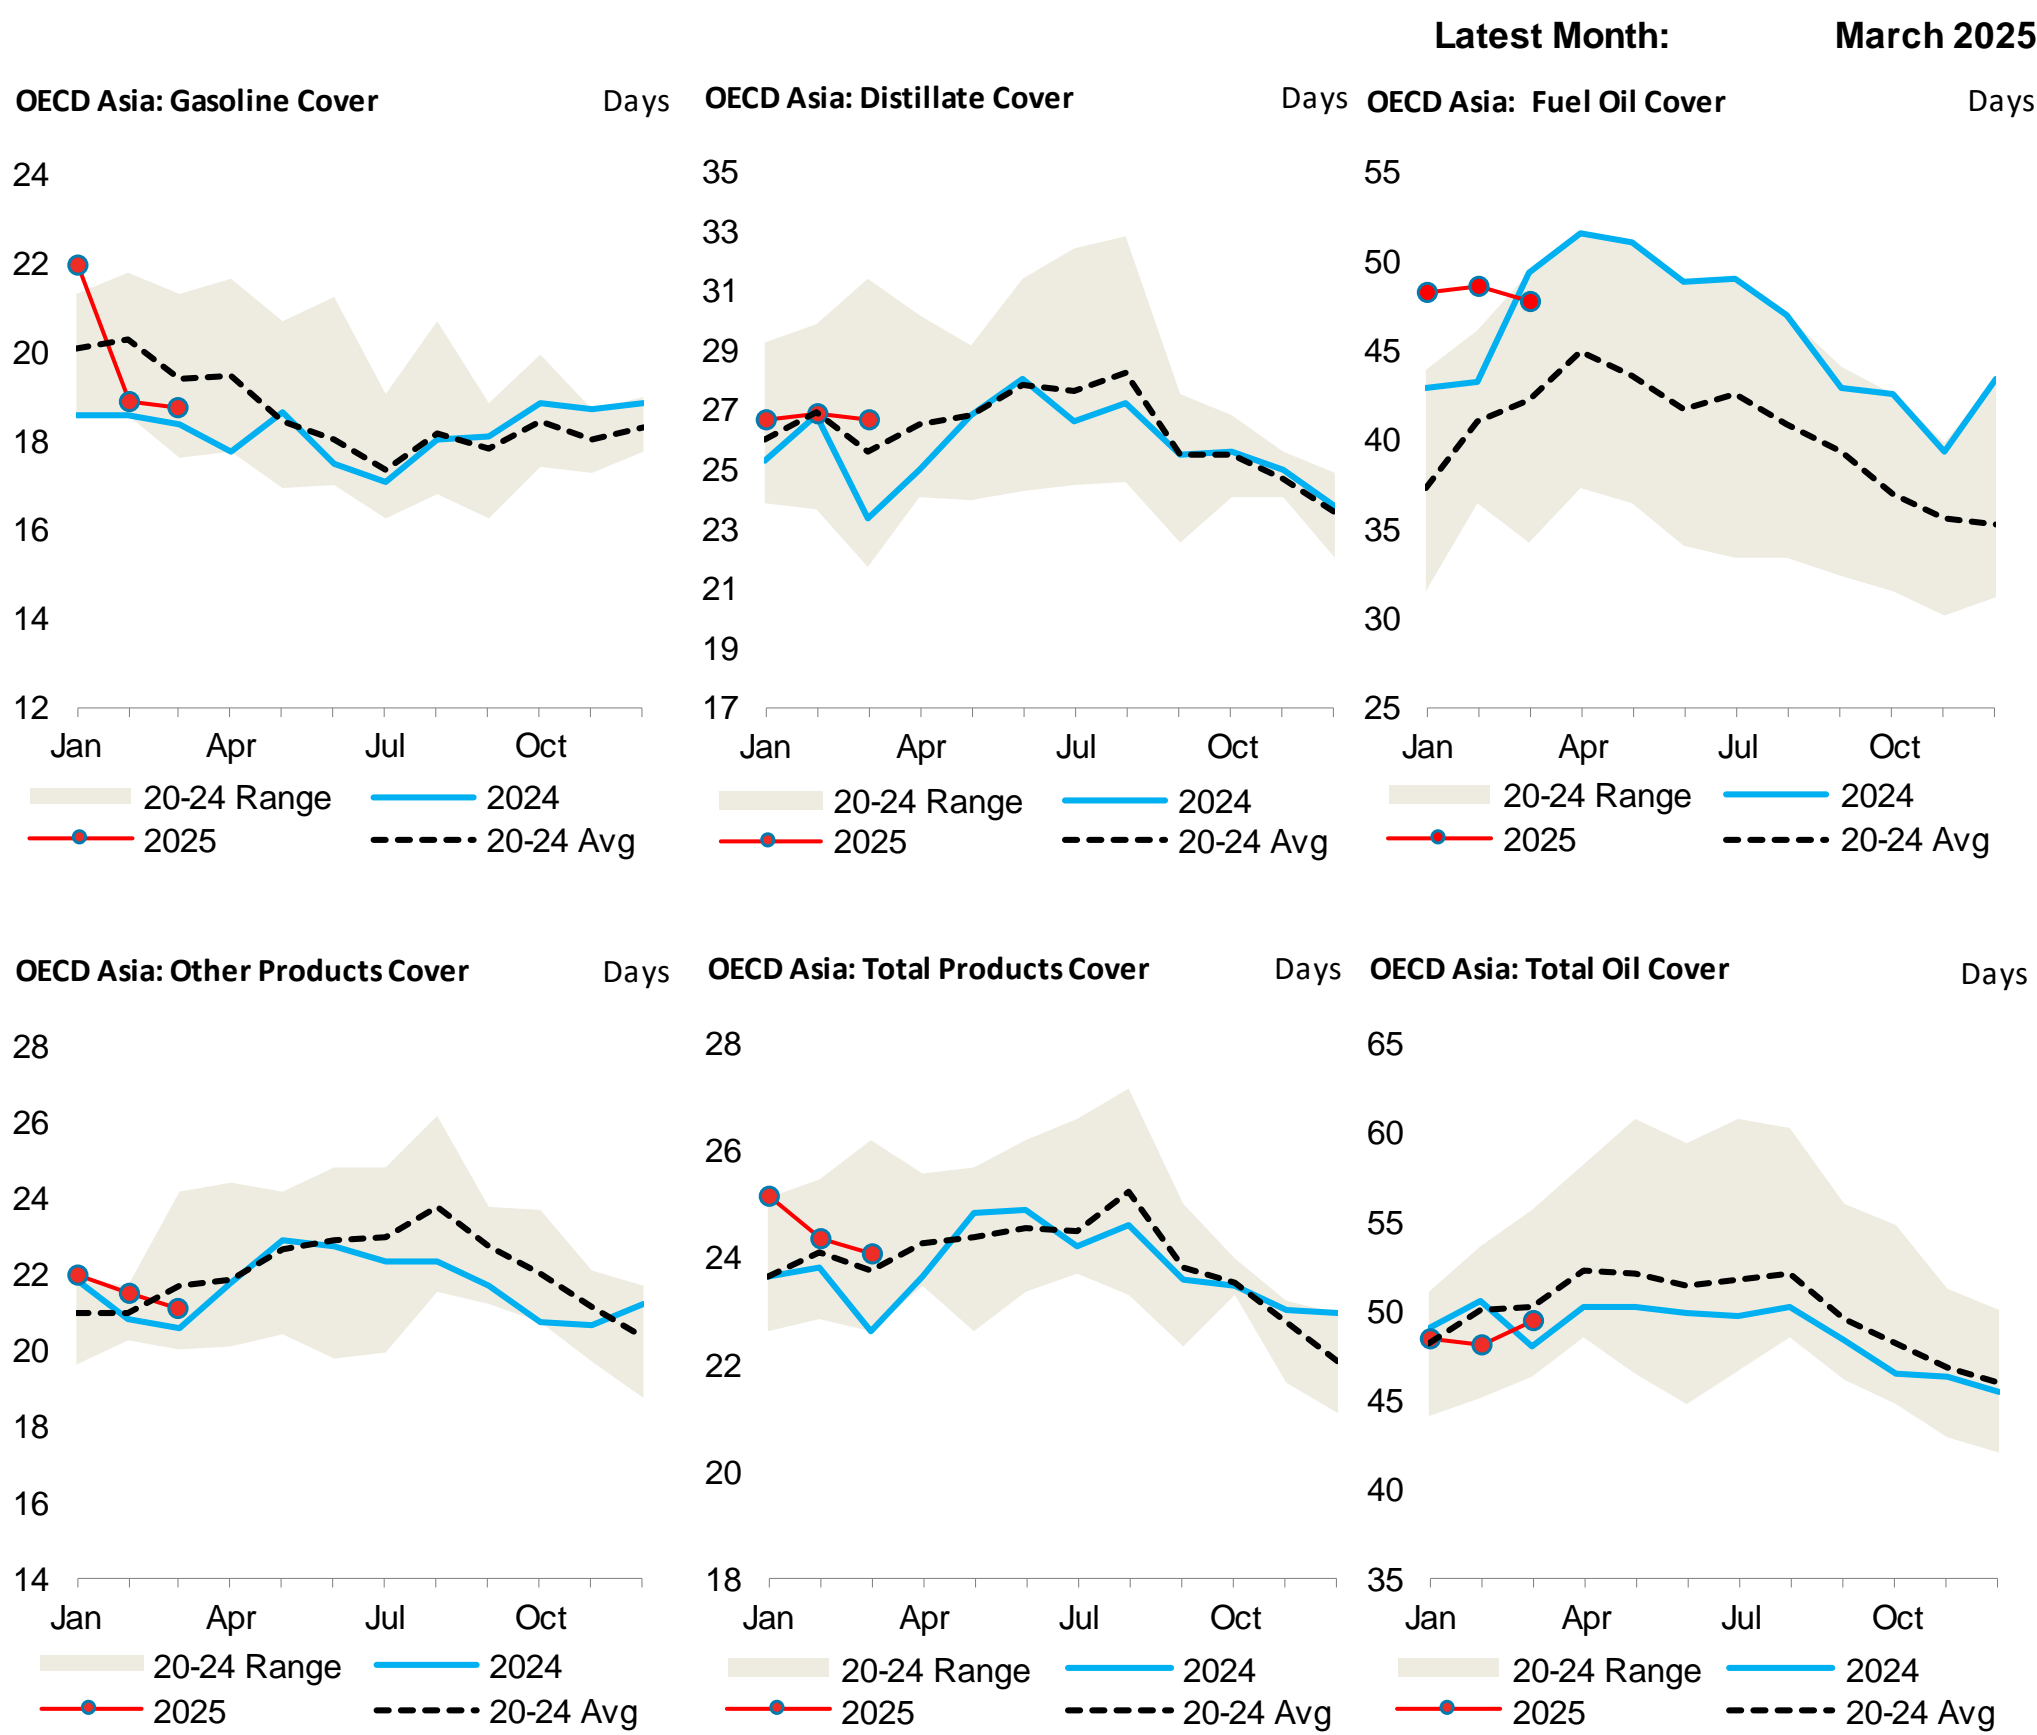 Latest Month: March 2025
OECD Asia: Gasoline Cover Days
24
22
20
18
16
14
12
Jan Apr Jul Oct
20-24 Range 2024
2025 20-24 Avg
OECD Asia: Distillate Cover Days
35
33
31
29
27
25
23
21
19
17
Jan Apr Jul Oct
20-24 Range 2024
2025 20-24 Avg
OECD Asia: Fuel Oil Cover Days
55
50
45
40
35
30
25
Jan Apr Jul Oct
20-24 Range 2024
2025 20-24 Avg
OECD Asia: Other Products Cover Days
28
26
24
22
20
18
16
14
Jan Apr Jul Oct
20-24 Range 2024
2025 20-24 Avg
OECD Asia: Total Products Cover Days
28
26
24
22
20
18
Jan Apr Jul Oct
20-24 Range 2024
2025 20-24 Avg
OECD Asia: Total Oil Cover Days
65
60
55
50
45
40
35
Jan Apr Jul Oct
20-24 Range 2024
2025 20-24 Avg